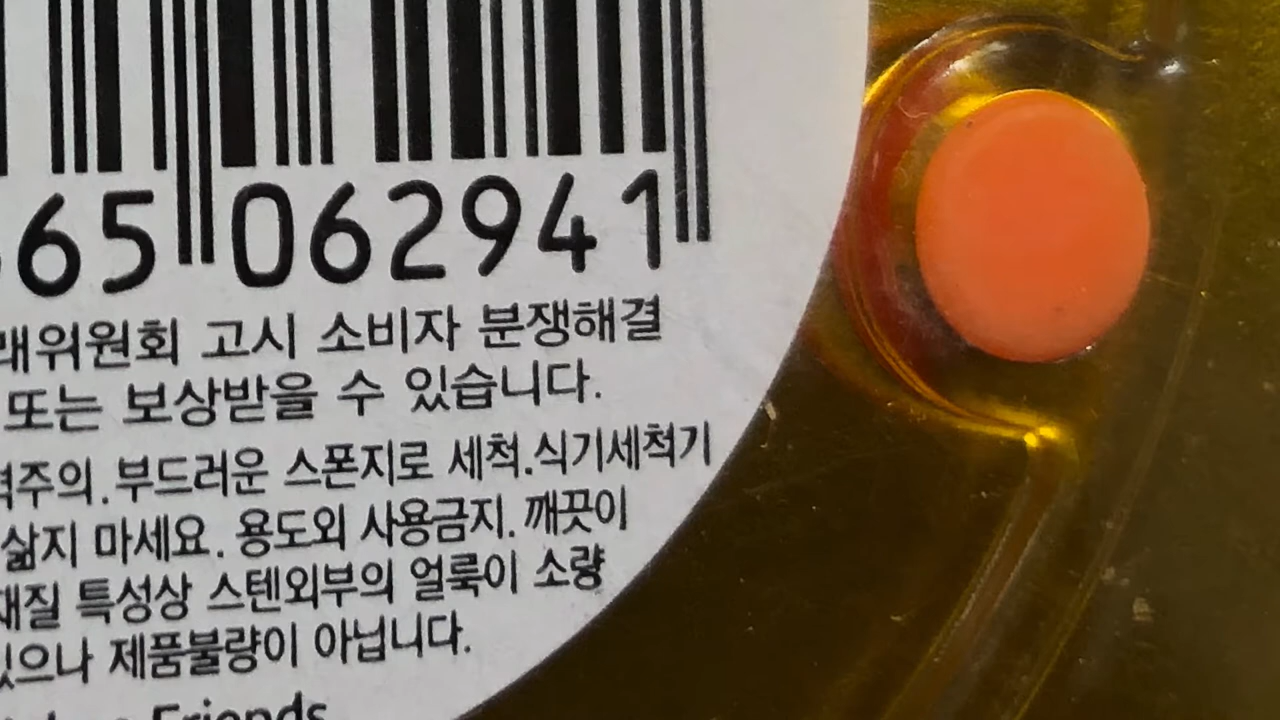 65 062941
위원회 고시 소비자 분쟁해결
또는 보상받을 수 있습니다.
주의.부드러운 스폰지로 세척.식기세척기
삶지 마세요. 용도외 사용금지. 깨끗이
재질 특성상 스텐외부의 얼룩이 소량
있으나 제품불량이 아닙니다.
Friends